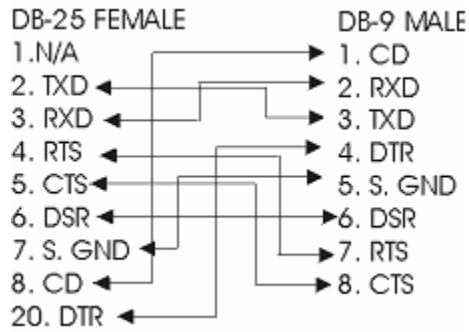 DB-25 FEMALE
1.N/A
2. TXD
3. RXD
4. RTS
5. CTS
6. DSR
7. S. GND
8. CD
20. DTR
DB-9 MALE
1. CD
2. RXD
3. TXD
4. DTR
5. S. GND
6. DSR
7. RTS
8. CTS